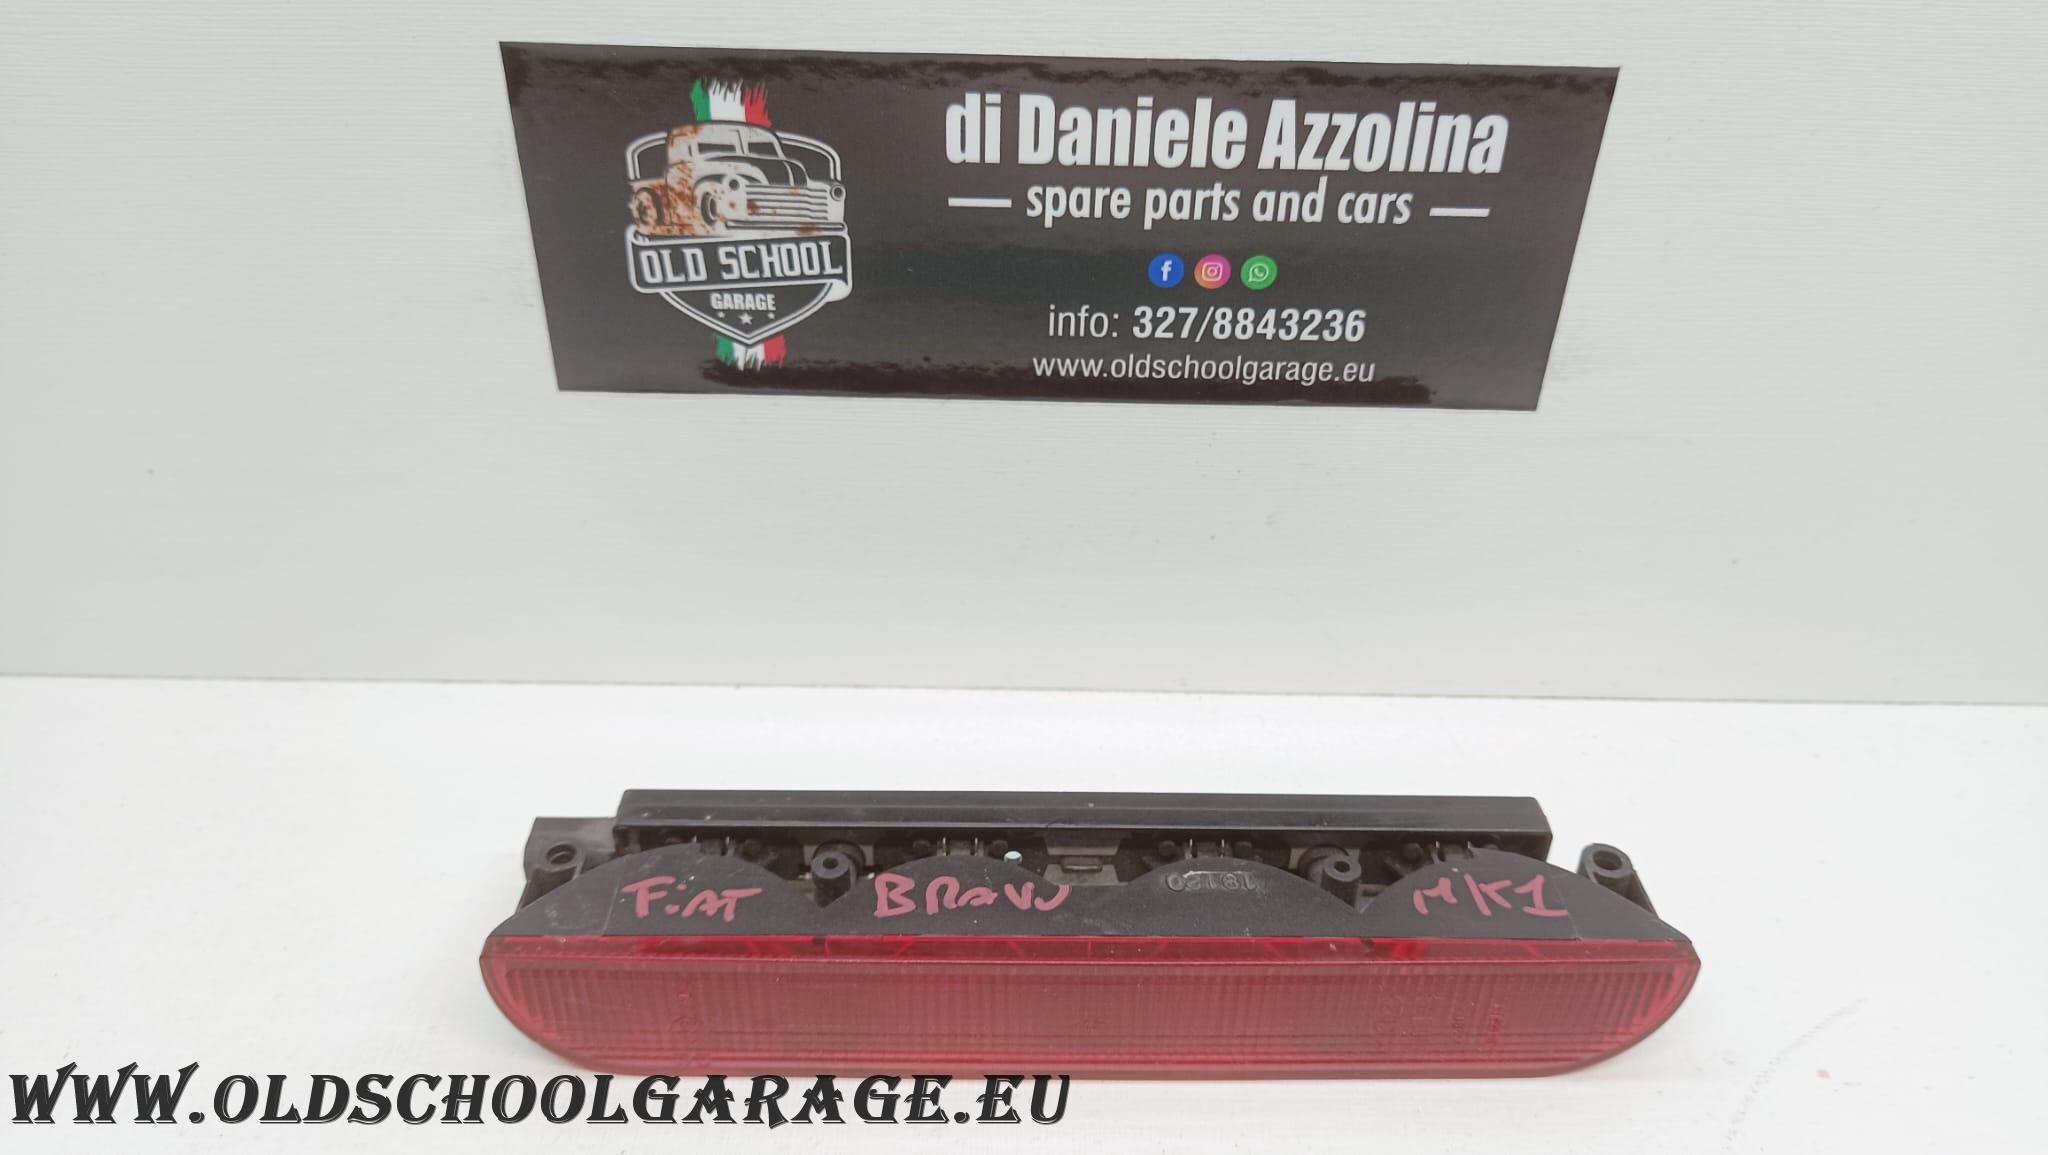 di Daniele Azzolina
spare parts and cars
OLD SCHOOL
GARAGE
info: 327/8843236
www.oldschoolgarage.eu
FiAT BRavo MK1
18120
WWW.OLDSCHOOLGARAGE.EU